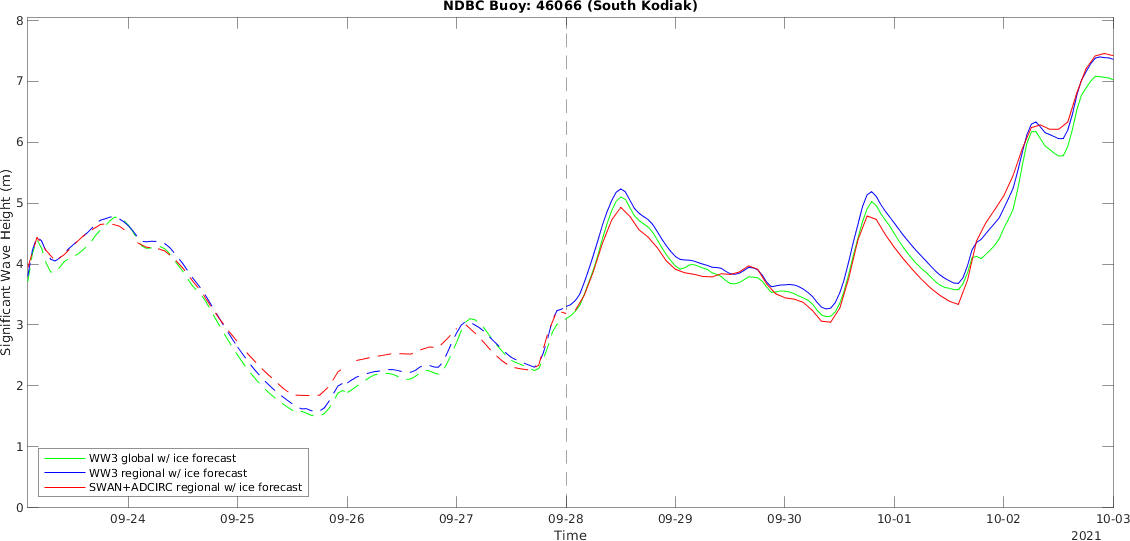 NDBC Buoy: 46066 (South Kodiak)
8
7
6
5
4
3
2
1
0
Significant Wave Height (m)
WW3 global w/ ice forecast
WW3 regional w/ ice forecast
SWAN+ADCIRC regional w/ ice forecast
09-24 09-25 09-26 09-27 09-28 09-29 09-30 10-01 10-02 10-03
Time
2021